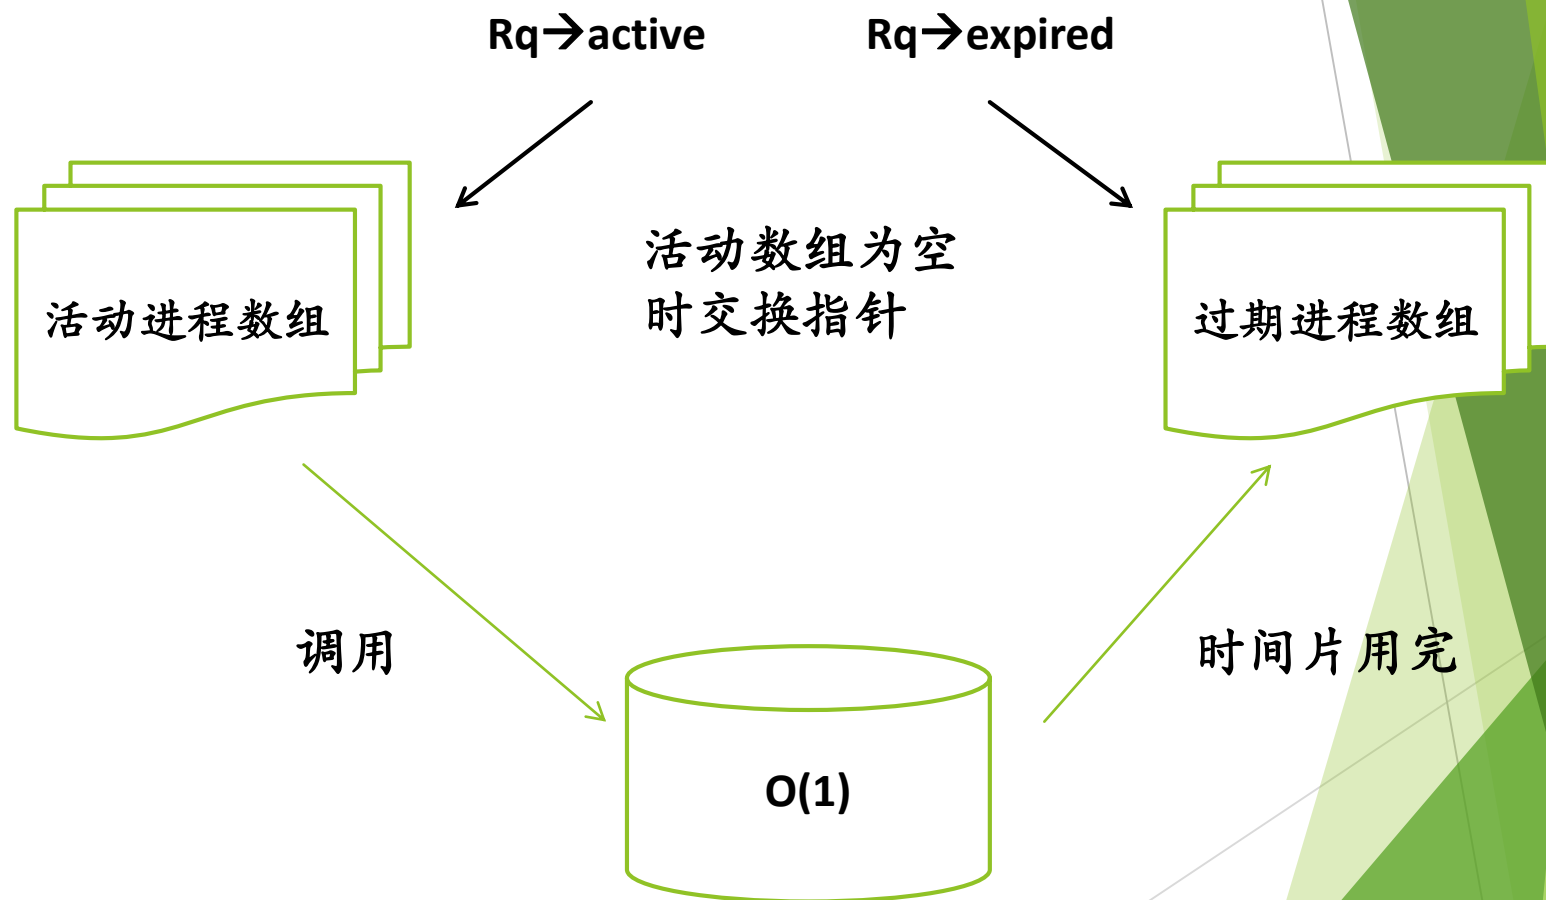 Rq→active
Rq→expired
活动数组为空
时交换指针
活动进程数组
过期进程数组
调用
时间片用完
O(1)